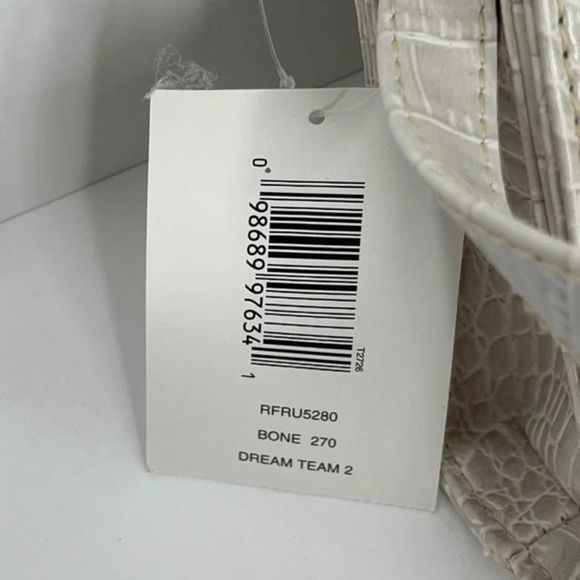 0 98689 97634 1
T2726
RFRU5280
BONE 270
DREAM TEAM 2